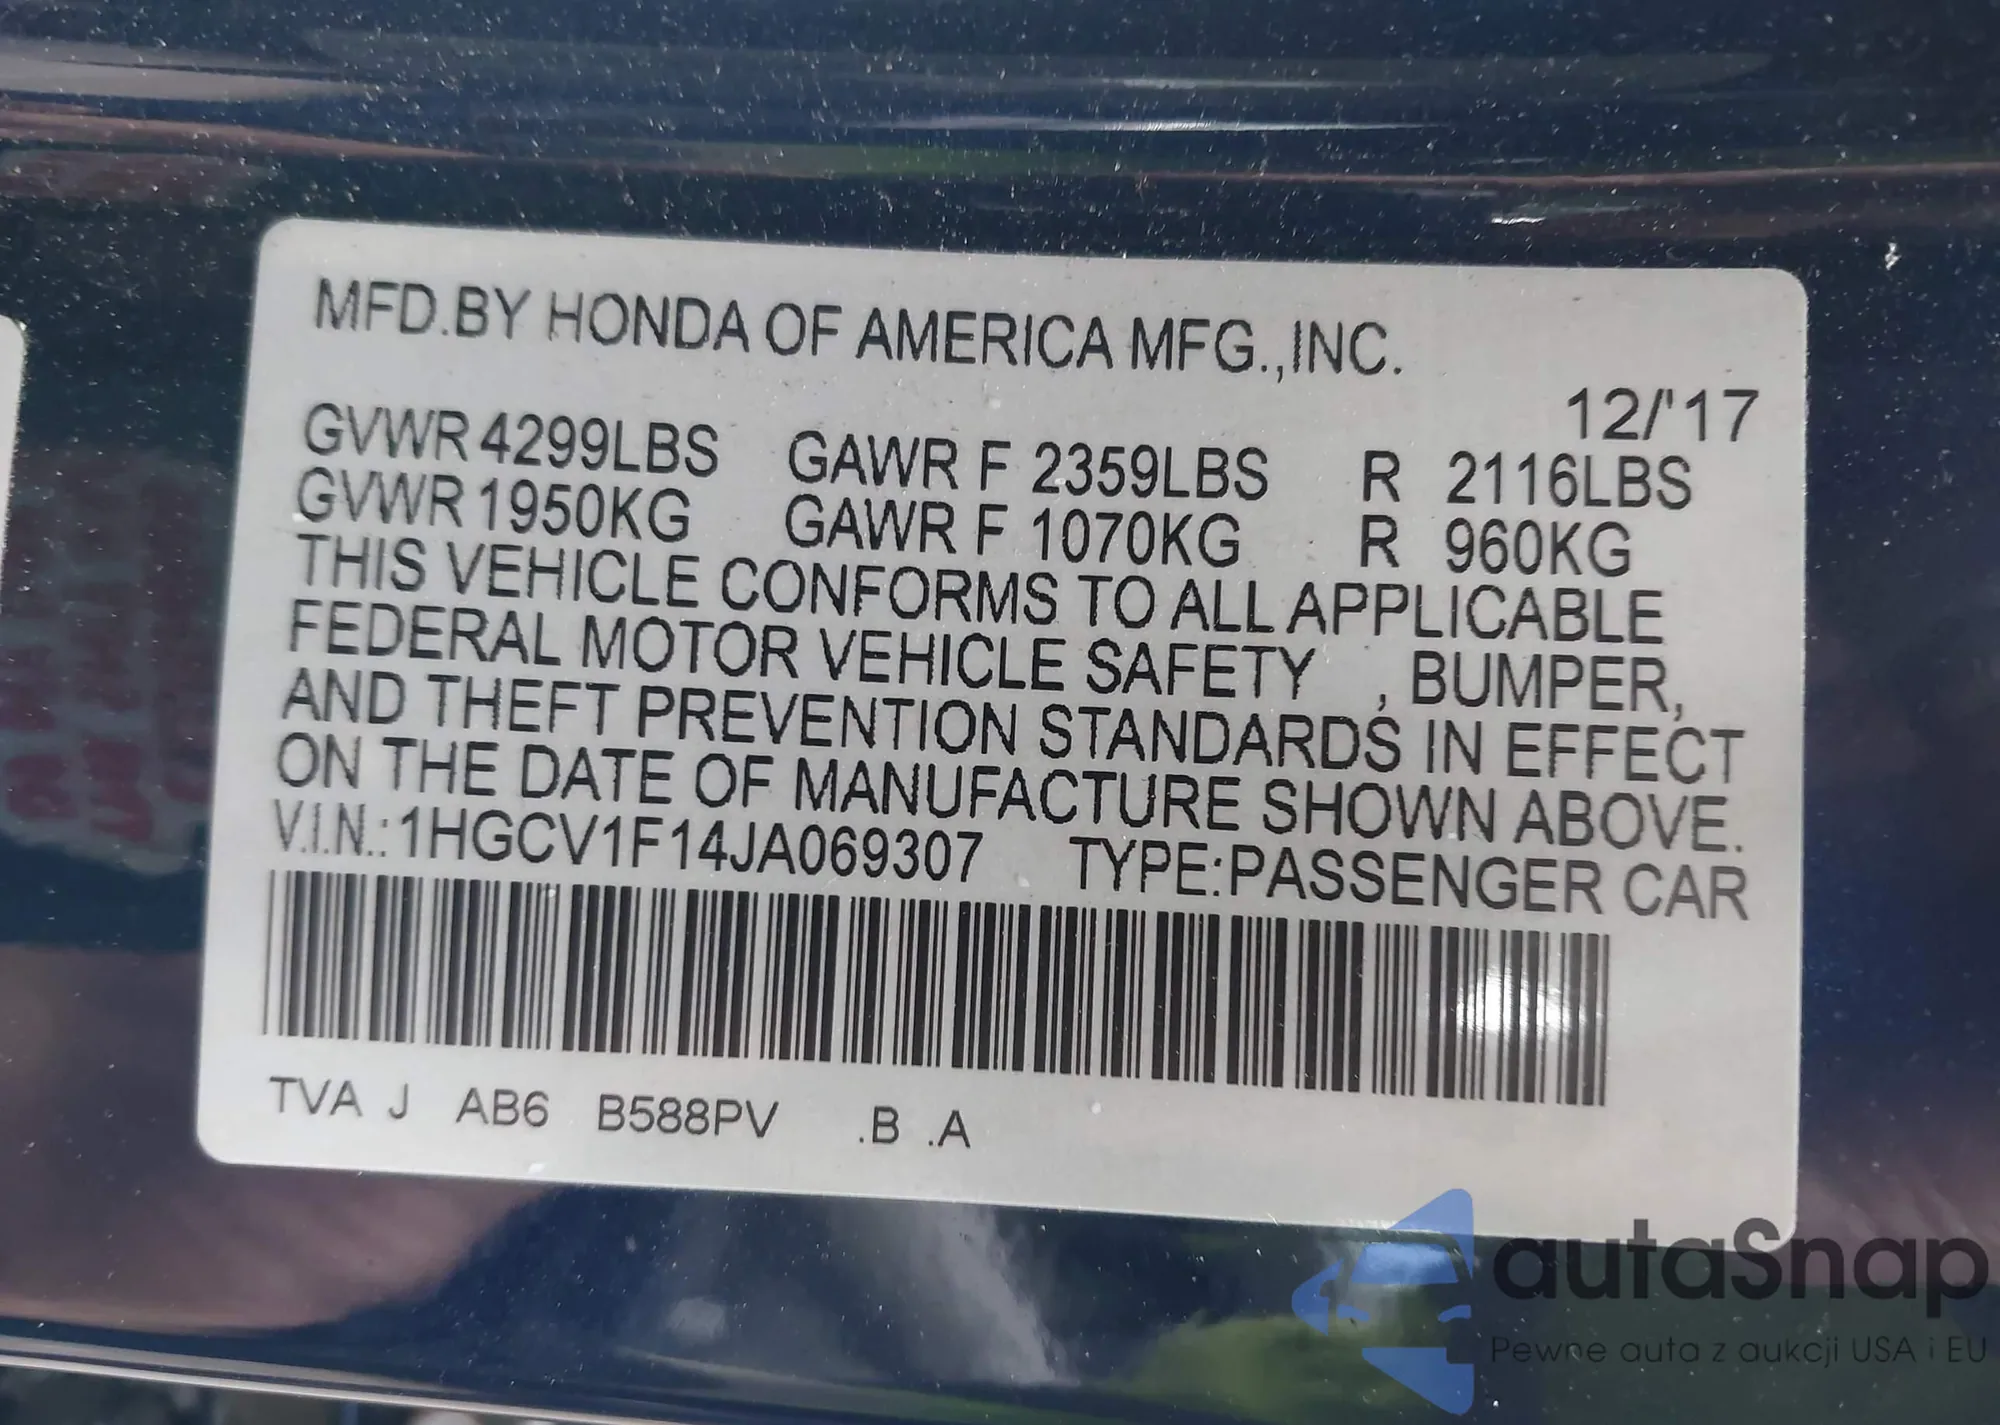 MFD.BY HONDA OF AMERICA MFG.,INC.
12/'17
GVWR 4299LBS GAWR F 2359LBS R 2116LBS
GVWR 1950KG GAWR F 1070KG R 960KG
THIS VEHICLE CONFORMS TO ALL APPLICABLE
FEDERAL MOTOR VEHICLE SAFETY , BUMPER,
AND THEFT PREVENTION STANDARDS IN EFFECT
ON THE DATE OF MANUFACTURE SHOWN ABOVE.
V.I.N.:1HGCV1F14JA069307 TYPE:PASSENGER CAR
TVA J AB6 B588PV .B .A
autaSnap
Pewne auta z aukcji USA i EU